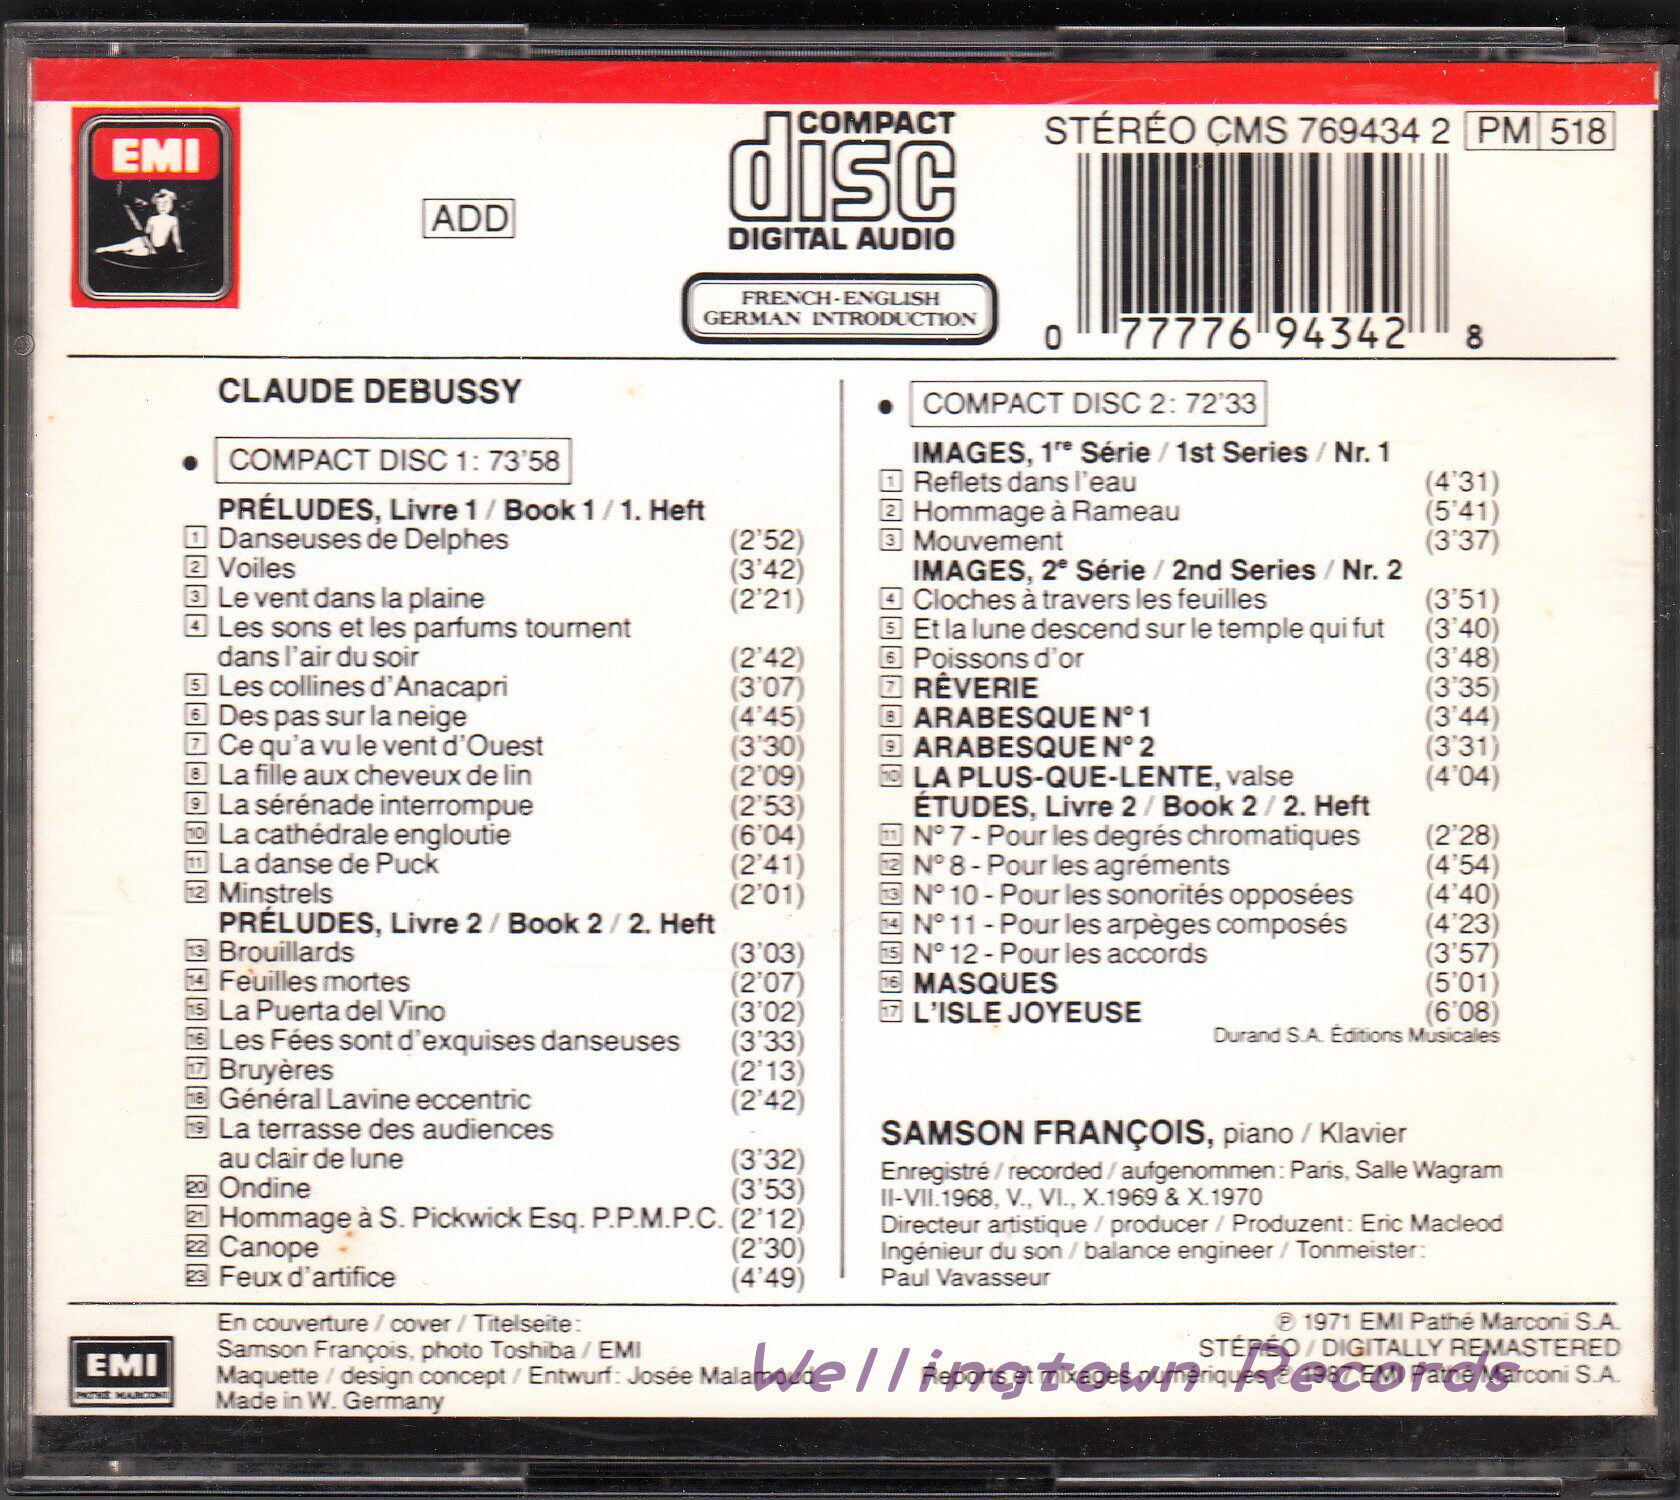 EMI
ADD
COMPACT
disc
DIGITAL AUDIO
FRENCH-ENGLISH
GERMAN INTRODUCTION
STÉRÉO CMS 769434 2 PM 518
0 77776 94342 8
CLAUDE DEBUSSY
• COMPACT DISC 1: 73'58
PRÉLUDES, Livre 1 / Book 1 / 1. Heft
1 Danseuses de Delphes (2'52)
2 Voiles (3'42)
3 Le vent dans la plaine (2'21)
4 Les sons et les parfums tournent
dans l'air du soir (2'42)
5 Les collines d'Anacapri (3'07)
6 Des pas sur la neige (4'45)
7 Ce qu'a vu le vent d'Ouest (3'30)
8 La fille aux cheveux de lin (2'09)
9 La sérénade interrompue (2'53)
10 La cathédrale engloutie (6'04)
11 La danse de Puck (2'41)
12 Minstrels (2'01)
PRÉLUDES, Livre 2 / Book 2 / 2. Heft
13 Brouillards (3'03)
14 Feuilles mortes (2'07)
15 La Puerta del Vino (3'02)
16 Les Fées sont d'exquises danseuses (3'33)
17 Bruyères (2'13)
18 Général Lavine eccentric (2'42)
19 La terrasse des audiences
au clair de lune (3'32)
20 Ondine (3'53)
21 Hommage à S. Pickwick Esq. P.P.M.P.C. (2'12)
22 Canope (2'30)
23 Feux d'artifice (4'49)
• COMPACT DISC 2: 72'33
IMAGES, 1re Série / 1st Series / Nr. 1
1 Reflets dans l'eau (4'31)
2 Hommage à Rameau (5'41)
3 Mouvement (3'37)
IMAGES, 2e Série / 2nd Series / Nr. 2
4 Cloches à travers les feuilles (3'51)
5 Et la lune descend sur le temple qui fut (3'40)
6 Poissons d'or (3'48)
7 RÊVERIE (3'35)
8 ARABESQUE N° 1 (3'44)
9 ARABESQUE N° 2 (3'31)
10 LA PLUS-QUE-LENTE, valse (4'04)
ÉTUDES, Livre 2 / Book 2 / 2. Heft
11 N° 7 - Pour les degrés chromatiques (2'28)
12 N° 8 - Pour les agréments (4'54)
13 N° 10 - Pour les sonorités opposées (4'40)
14 N° 11 - Pour les arpèges composés (4'23)
15 N° 12 - Pour les accords (3'57)
16 MASQUES (5'01)
17 L'ISLE JOYEUSE (6'08)
Durand S.A. Éditions Musicales
SAMSON FRANÇOIS, piano / Klavier
Enregistré / recorded / aufgenommen: Paris, Salle Wagram
II-VII.1968, V., VI., X.1969 & X.1970
Directeur artistique / producer / Produzent: Eric Macleod
Ingénieur du son / balance engineer / Tonmeister:
Paul Vavasseur
EMI
PATHÉ MARCONI
En couverture / cover / Titelseite:
Samson François, photo Toshiba / EMI
Maquette / design concept / Entwurf: Josée Malamoud
Made in W. Germany
℗ 1971 EMI Pathé Marconi S.A.
STÉRÉO / DIGITALLY REMASTERED
Reports et mixages numériques ℗ 1987 EMI Pathé Marconi S.A.
Wellingtown Records